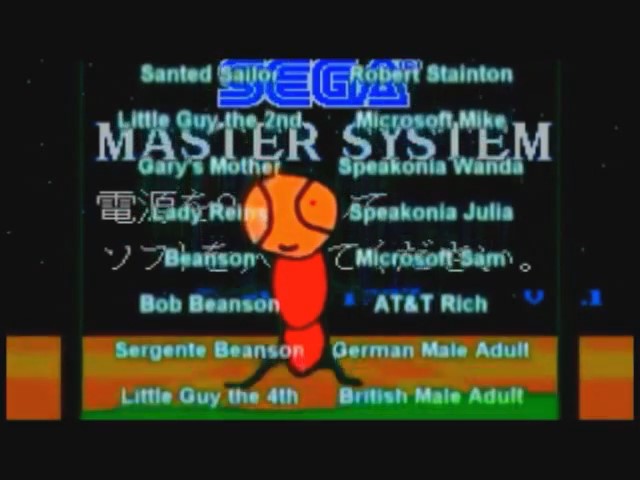 SEGA
Santed Sailor Robert Stainton
Little Guy the 2nd Microsoft Mike
MASTER SYSTEM
Gary's Mother Speakonia Wanda
電源を て
Lady Reins Speakonia Julia
ソフトを てください。
Beanson Microsoft Sam
Bob Beanson AT&T Rich
Sergente Beanson German Male Adult
Little Guy the 4th British Male Adult